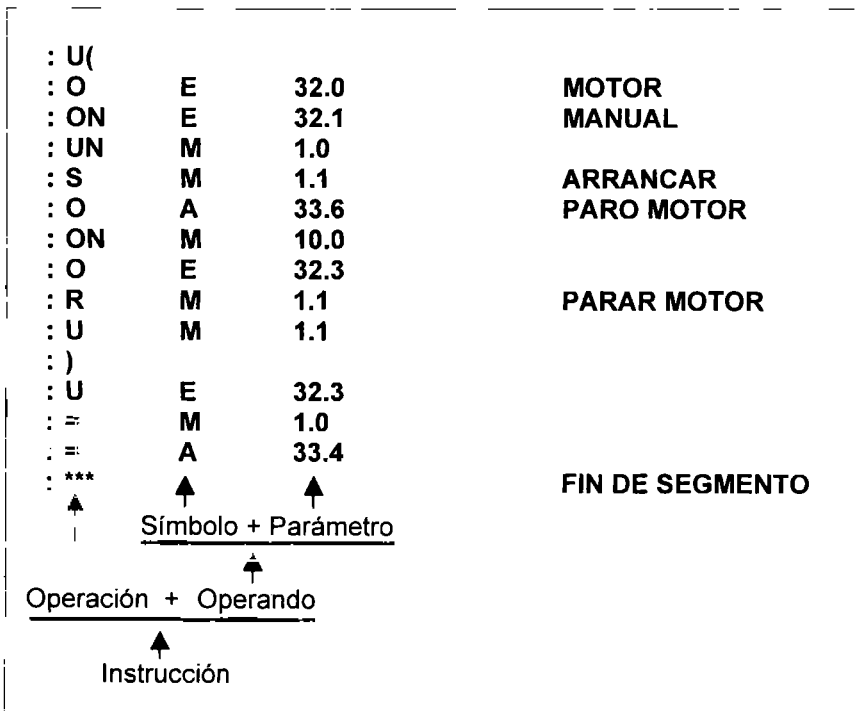 : U(
: O E 32.0 MOTOR
: ON E 32.1 MANUAL
: UN M 1.0
: S M 1.1 ARRANCAR
: O A 33.6 PARO MOTOR
: ON M 10.0
: O E 32.3
: R M 1.1 PARAR MOTOR
: U M 1.1
: )
: U E 32.3
: = M 1.0
: = A 33.4
: *** FIN DE SEGMENTO
Símbolo + Parámetro
Operación + Operando
Instrucción